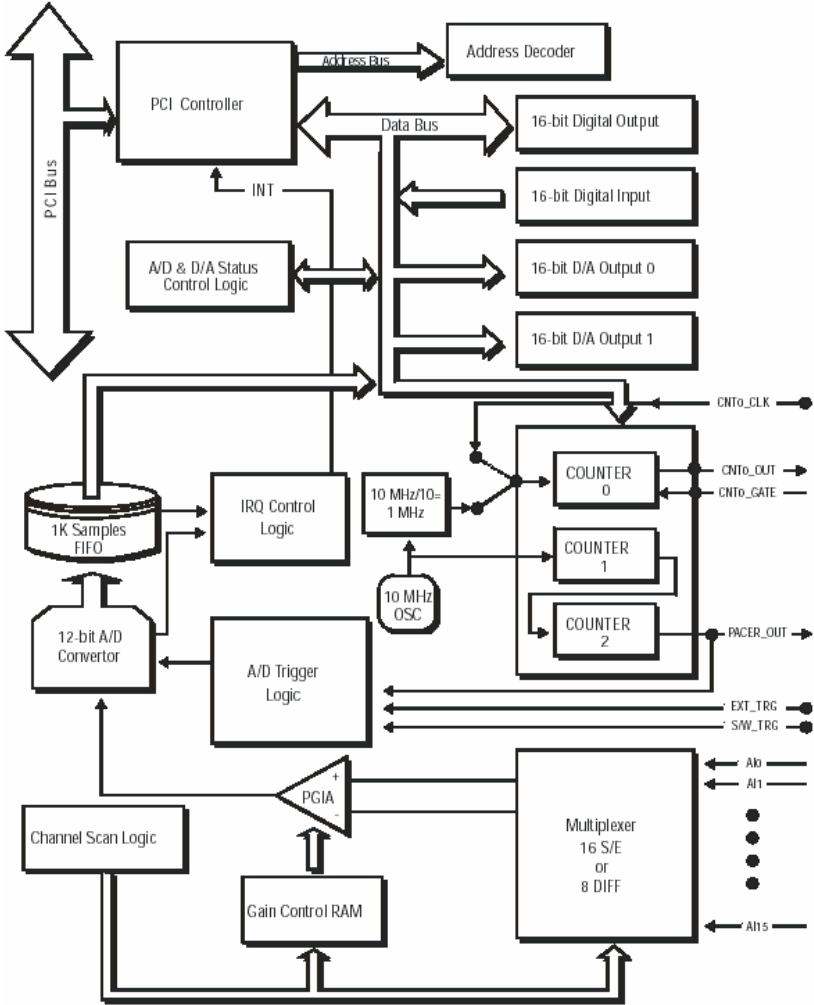 Address Bus
Address Decoder
PCI Controller
Data Bus
16-bit Digital Output
PCI Bus
INT
16-bit Digital Input
A/D & D/A Status
Control Logic
16-bit D/A Output 0
16-bit D/A Output 1
CNTo_CLK
COUNTER
0
CNTo_OUT
CNTo_GATE
10 MHz/10=
1 MHz
IRQ Control
Logic
1K Samples
FIFO
COUNTER
1
10 MHz
OSC
COUNTER
2
PACER_OUT
12-bit A/D
Convertor
A/D Trigger
Logic
EXT_TRG
S/W_TRG
AI0
AI1
+
PGIA
-
Multiplexer
16 S/E
or
8 DIFF
Channel Scan Logic
Gain Control RAM
AI15